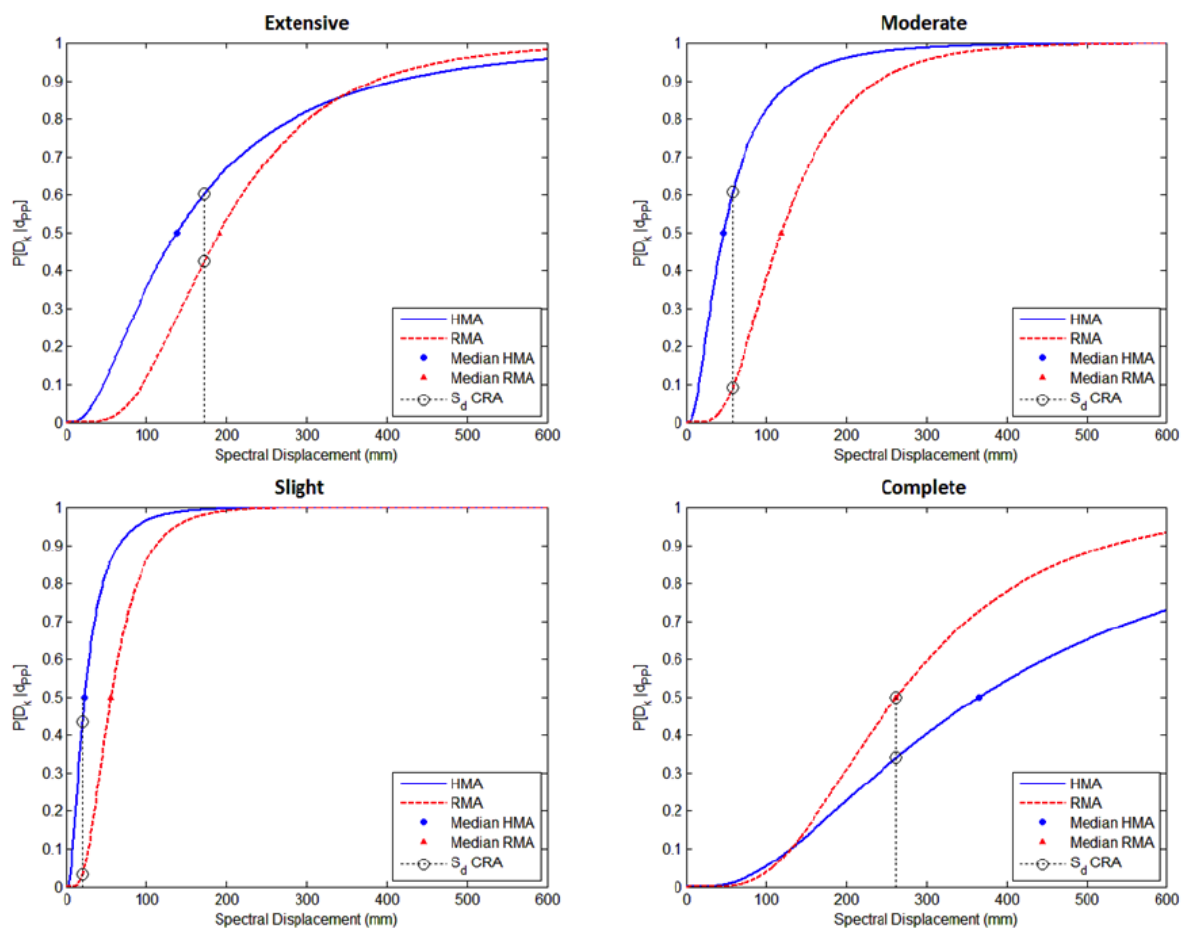 Extensive
1
0.9
0.8
0.7
0.6
0.5
0.4
0.3
0.2
0.1
0
P[D_k |d_PP]
0 100 200 300 400 500 600
Spectral Displacement (mm)
HMA
RMA
Median HMA
Median RMA
S_d CRA
Moderate
1
0.9
0.8
0.7
0.6
0.5
0.4
0.3
0.2
0.1
0
P[D_k |d_PP]
0 100 200 300 400 500 600
Spectral Displacement (mm)
HMA
RMA
Median HMA
Median RMA
S_d CRA
Slight
1
0.9
0.8
0.7
0.6
0.5
0.4
0.3
0.2
0.1
0
P[D_k |d_PP]
0 100 200 300 400 500 600
Spectral Displacement (mm)
HMA
RMA
Median HMA
Median RMA
S_d CRA
Complete
1
0.9
0.8
0.7
0.6
0.5
0.4
0.3
0.2
0.1
0
P[D_k |d_PP]
0 100 200 300 400 500 600
Spectral Displacement (mm)
HMA
RMA
Median HMA
Median RMA
S_d CRA